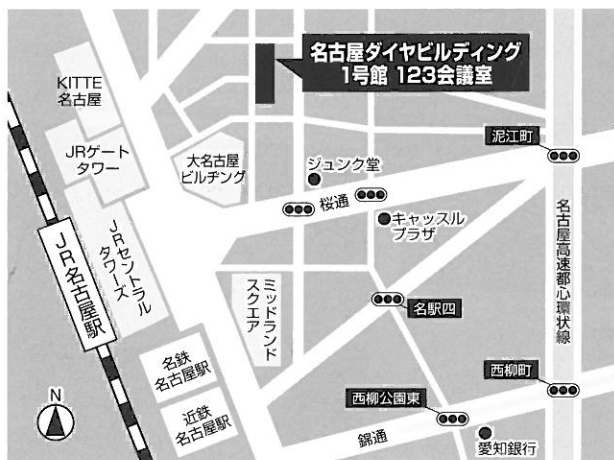 名古屋ダイヤビルディング
1号館 123会議室
KITTE
名古屋
JRゲート
タワー
大名古屋
ビルヂング
ジュンク堂
泥江町
桜通
キャッスル
プラザ
JRセントラル
タワーズ
JR名古屋駅
ミッドランド
スクエア
名駅四
名古屋高速都心環状線
名鉄
名古屋駅
近鉄
名古屋駅
西柳公園東
西柳町
錦通
愛知銀行
N